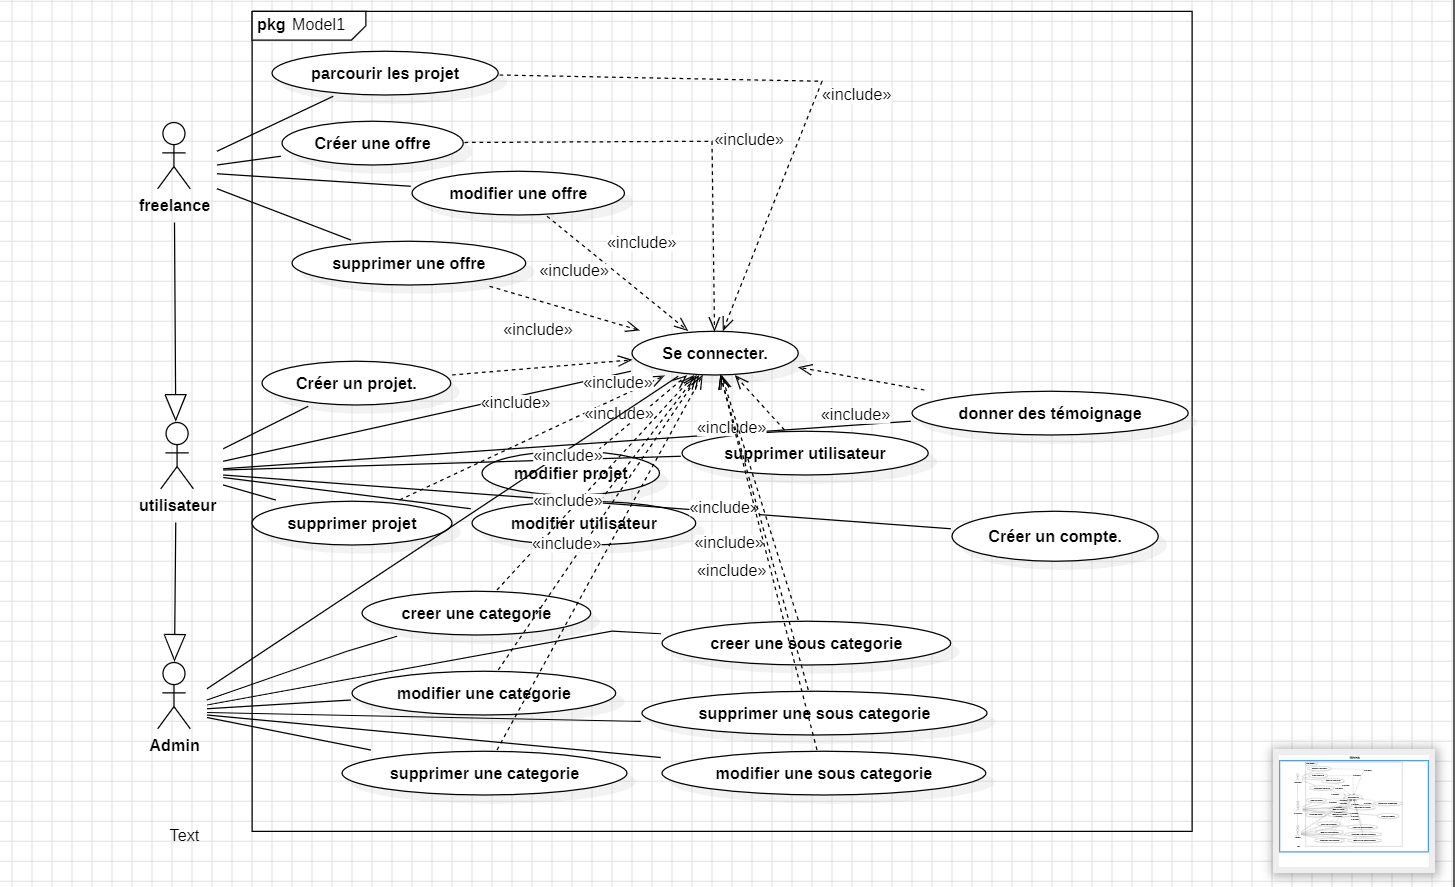 pkg Model1
parcourir les projet
«include»
Créer une offre
«include»
modifier une offre
freelance
«include»
supprimer une offre
«include»
«include»
Se connecter.
Créer un projet.
«include»
«include»
«include»
«include»
donner des témoignage
«include»
supprimer utilisateur
«include»
modifier projet
utilisateur
«include»
«include»
supprimer projet
modifier utilisateur
Créer un compte.
«include»
«include»
«include»
creer une categorie
creer une sous categorie
modifier une categorie
supprimer une sous categorie
Admin
supprimer une categorie
modifier une sous categorie
Text